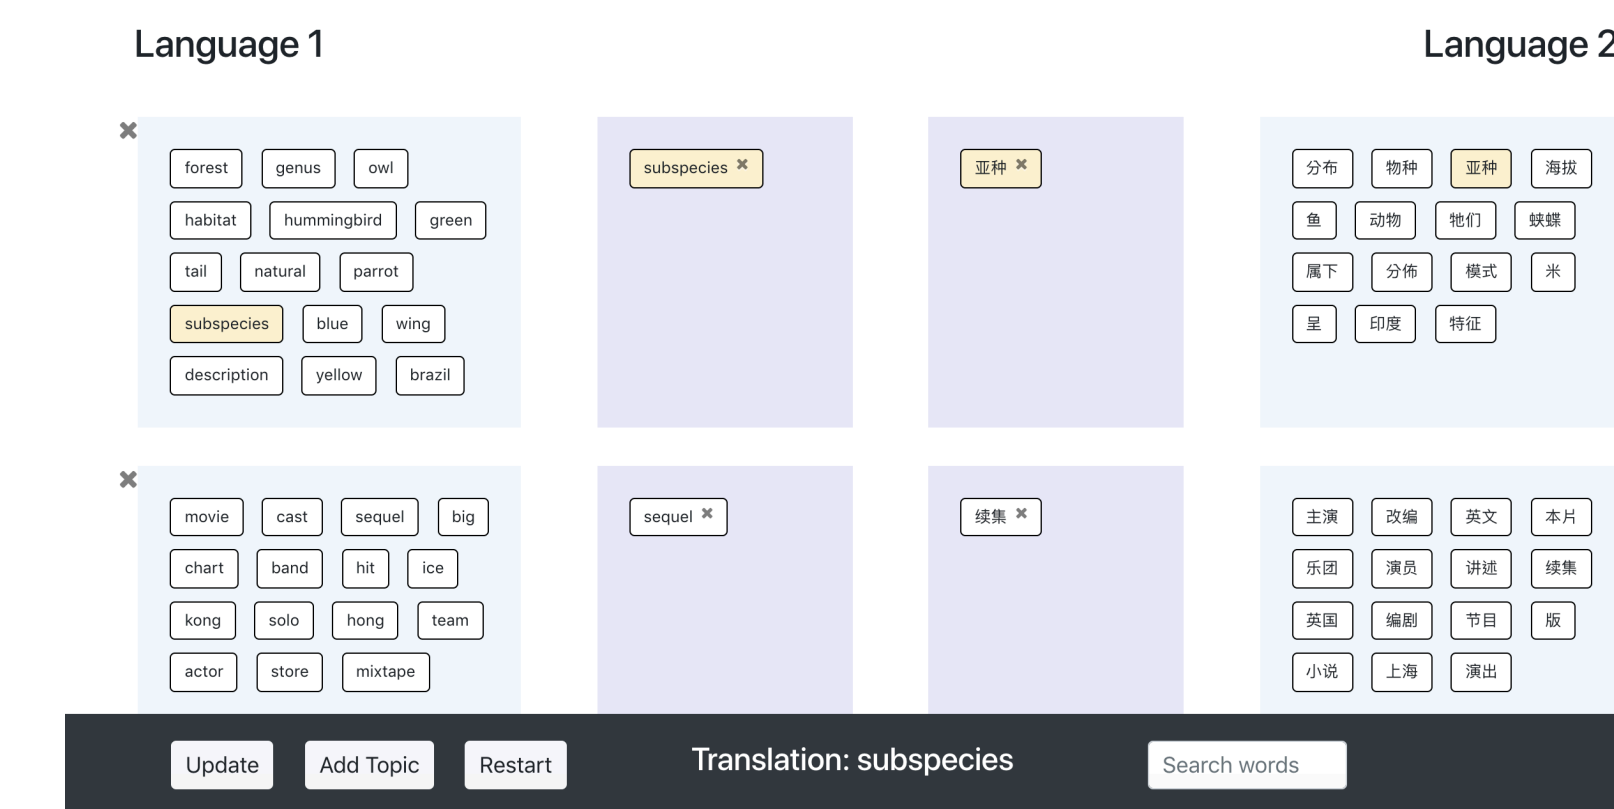 Language 1
Language 2
forest genus owl
habitat hummingbird green
tail natural parrot
subspecies blue wing
description yellow brazil
subspecies
亚种
分布 物种 亚种 海拔
鱼 动物 牠们 蛱蝶
属下 分佈 模式 米
呈 印度 特征
movie cast sequel big
chart band hit ice
kong solo hong team
actor store mixtape
sequel
续集
主演 改编 英文 本片
乐团 演员 讲述 续集
英国 编剧 节目 版
小说 上海 演出
Update Add Topic Restart Translation: subspecies Search words